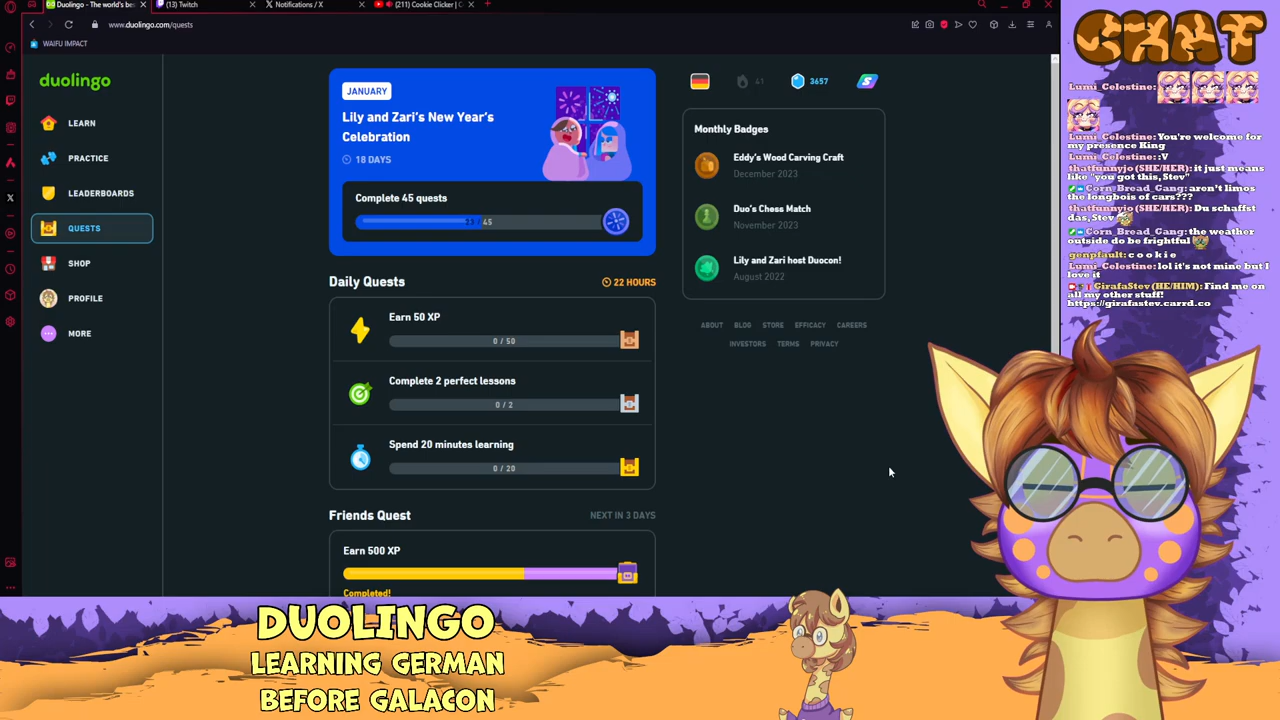 Duolingo - The world's be
(13) Twitch
Notifications / X
(211) Cookie Clicker | C
www.duolingo.com/quests
WAIFU IMPACT
duolingo
LEARN
PRACTICE
LEADERBOARDS
QUESTS
SHOP
PROFILE
MORE
JANUARY
Lily and Zari's New Year's
Celebration
18 DAYS
Complete 45 quests
/ 45
Daily Quests
22 HOURS
Earn 50 XP
0 / 50
Complete 2 perfect lessons
0 / 2
Spend 20 minutes learning
0 / 20
Friends Quest
NEXT IN 3 DAYS
Earn 500 XP
Completed!
41
3657
S
Monthly Badges
Eddy's Wood Carving Craft
December 2023
Duo's Chess Match
November 2023
Lily and Zari host Duocon!
August 2022
ABOUT BLOG STORE EFFICACY CAREERS
INVESTORS TERMS PRIVACY
CHAT
Lumi_Celestine:
Lumi_Celestine: You're welcome for
my presence King
Lumi_Celestine: :V
thatfunnyjo (SHE/HER): it just means
like "you got this, Stev"
Corn_Bread_Gang: aren't limos
the longbois of cars???
thatfunnyjo (SHE/HER): Du schaffst
das, Stev
Corn_Bread_Gang: the weather
outside do be frightful
genpfault: c o o k i e
Lumi_Celestine: lol it's not mine but I
love it
GirafaStev (HE/HIM): Find me on
all my other stuff!
https://girafastev.carrd.co
DUOLINGO
LEARNING GERMAN
BEFORE GALACON